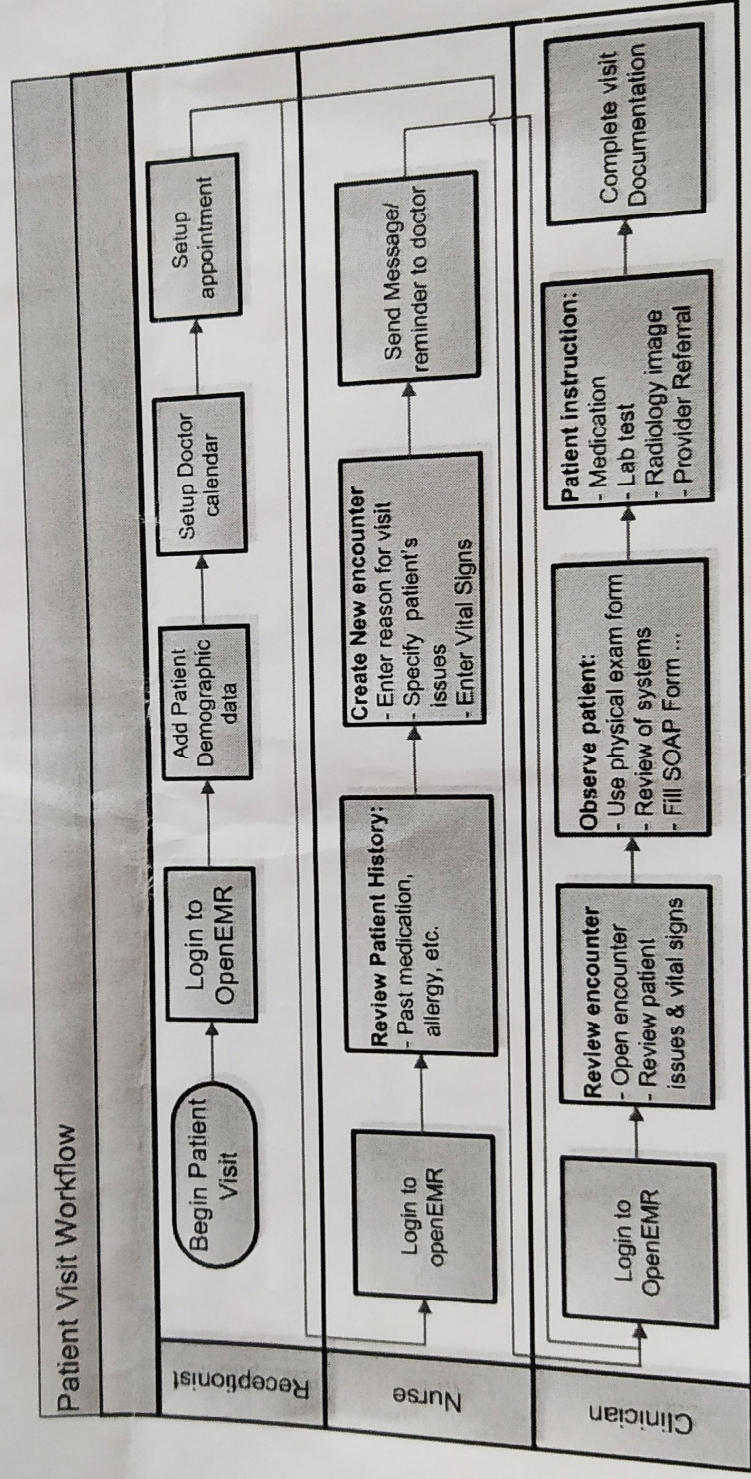 Patient Visit Workflow
Receptionist
Begin Patient
Visit
Login to
OpenEMR
Add Patient
Demographic
data
Setup Doctor
calendar
Setup
appointment
Nurse
Login to
openEMR
Review Patient History:
- Past medication,
allergy, etc.
Create New encounter
- Enter reason for visit
- Specify patient's
issues
- Enter Vital Signs
Send Message/
reminder to doctor
Clinician
Login to
OpenEMR
Review encounter
- Open encounter
- Review patient
issues & vital signs
Observe patient:
- Use physical exam form
- Review of systems
- Fill SOAP Form ...
Patient instruction:
- Medication
- Lab test
- Radiology image
- Provider Referral
Complete visit
Documentation